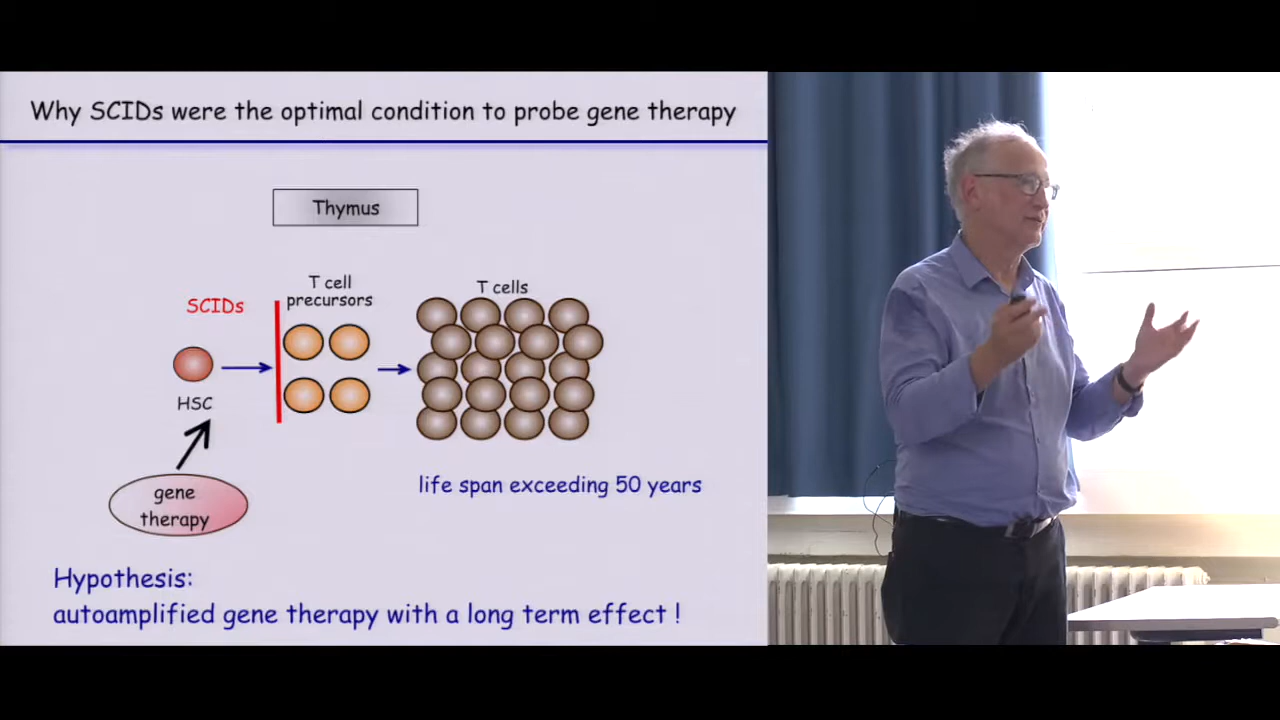 Why SCIDs were the optimal condition to probe gene therapy
Thymus
SCIDs
T cell
precursors
T cells
HSC
gene
therapy
life span exceeding 50 years
Hypothesis:
autoamplified gene therapy with a long term effect !